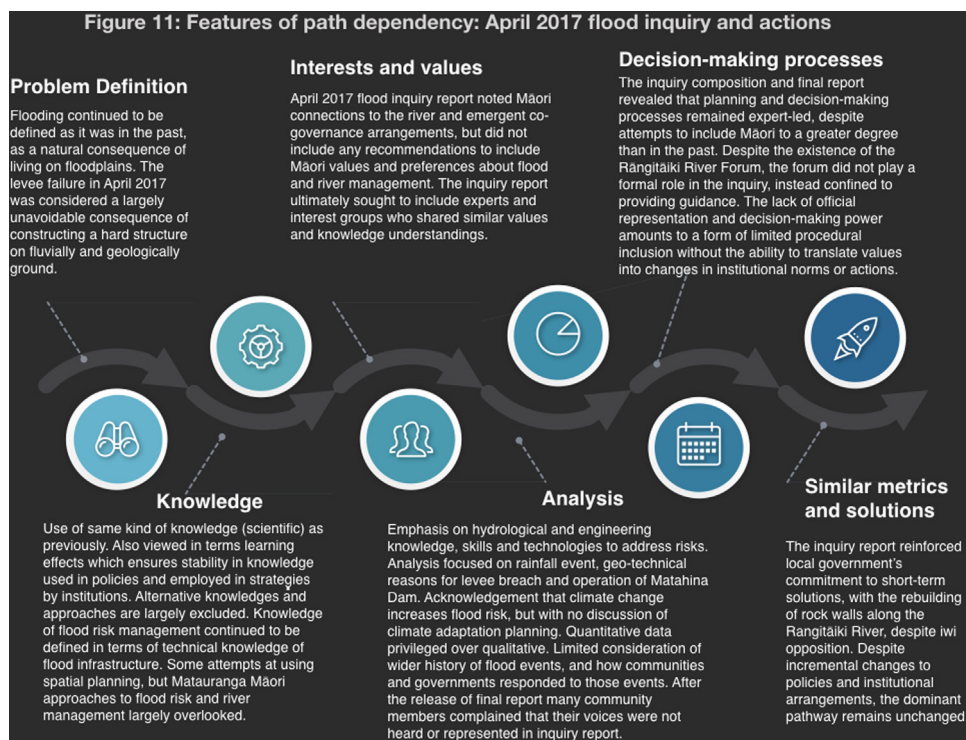 Figure 11: Features of path dependency: April 2017 flood inquiry and actions
Problem Definition
Flooding continued to be
defined as it was in the past,
as a natural consequence of
living on floodplains. The
levee failure in April 2017
was considered a largely
unavoidable consequence of
constructing a hard structure
on fluvially and geologically
ground.
Interests and values
April 2017 flood inquiry report noted Māori
connections to the river and emergent co-
governance arrangements, but did not
include any recommendations to include
Māori values and preferences about flood
and river management. The inquiry report
ultimately sought to include experts and
interest groups who shared similar values
and knowledge understandings.
Decision-making processes
The inquiry composition and final report
revealed that planning and decision-making
processes remained expert-led, despite
attempts to include Māori to a greater degree
than in the past. Despite the existence of the
Rāngitāiki River Forum, the forum did not play a
formal role in the inquiry, instead confined to
providing guidance. The lack of official
representation and decision-making power
amounts to a form of limited procedural
inclusion without the ability to translate values
into changes in institutional norms or actions.
Knowledge
Use of same kind of knowledge (scientific) as
previously. Also viewed in terms learning
effects which ensures stability in knowledge
used in policies and employed in strategies
by institutions. Alternative knowledges and
approaches are largely excluded. Knowledge
of flood risk management continued to be
defined in terms of technical knowledge of
flood infrastructure. Some attempts at using
spatial planning, but Matauranga Māori
approaches to flood risk and river
management largely overlooked.
Analysis
Emphasis on hydrological and engineering
knowledge, skills and technologies to address risks.
Analysis focused on rainfall event, geo-technical
reasons for levee breach and operation of Matahina
Dam. Acknowledgement that climate change
increases flood risk, but with no discussion of
climate adaptation planning. Quantitative data
privileged over qualitative. Limited consideration of
wider history of flood events, and how communities
and governments responded to those events. After
the release of final report many community
members complained that their voices were not
heard or represented in inquiry report.
Similar metrics
and solutions
The inquiry report reinforced
local government's
commitment to short-term
solutions, with the rebuilding
of rock walls along the
Rangitāiki River, despite iwi
opposition. Despite
incremental changes to
policies and institutional
arrangements, the dominant
pathway remains unchanged